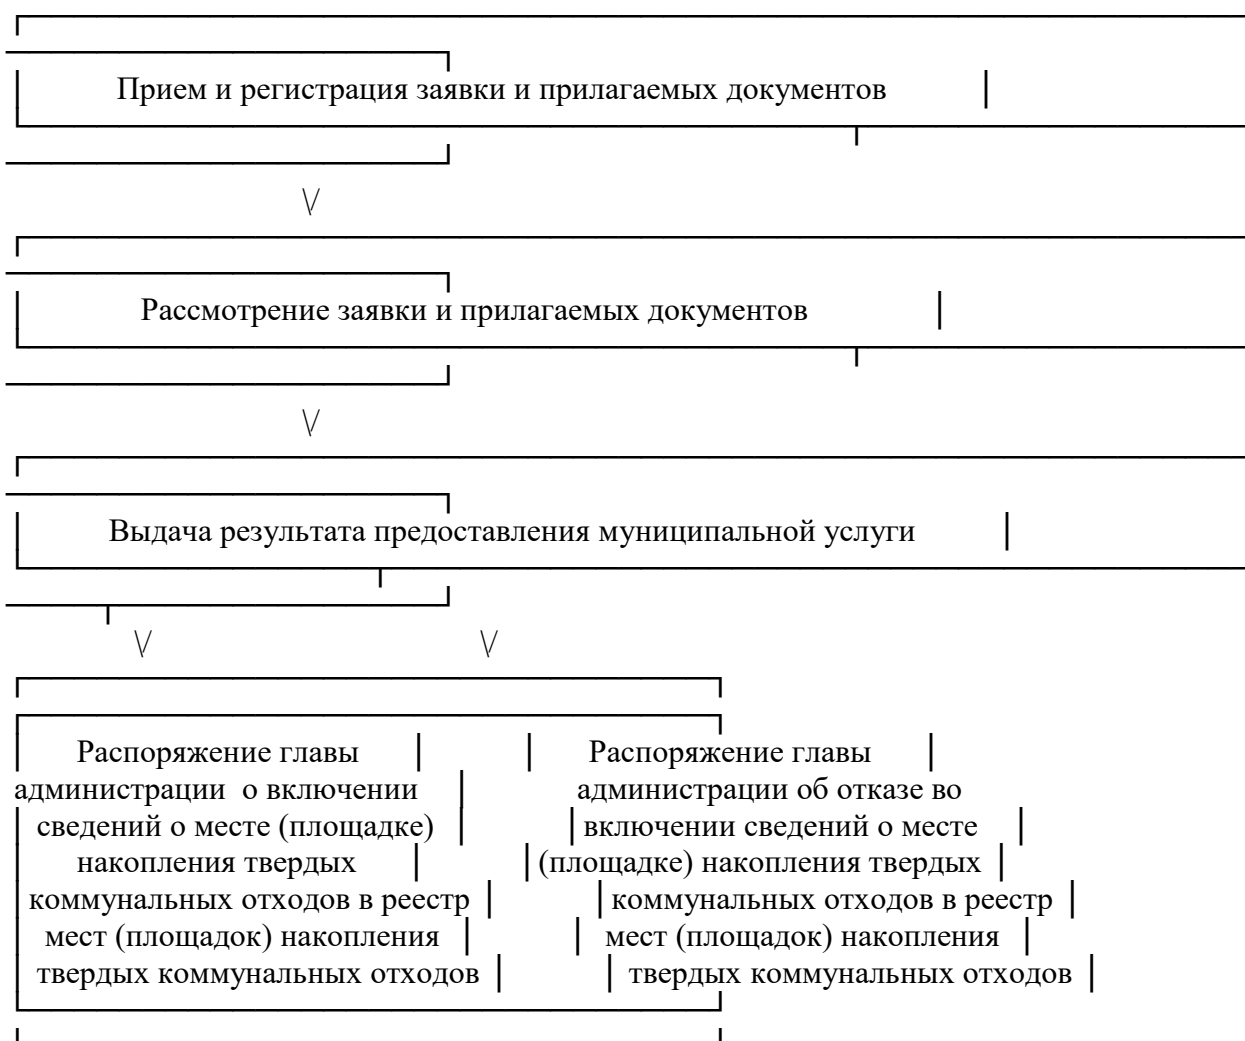 Прием и регистрация заявки и прилагаемых документов
\/
Рассмотрение заявки и прилагаемых документов
\/
Выдача результата предоставления муниципальной услуги
\/ \/
Распоряжение главы
администрации о включении
сведений о месте (площадке)
накопления твердых
коммунальных отходов в реестр
мест (площадок) накопления
твердых коммунальных отходов
Распоряжение главы
администрации об отказе во
включении сведений о месте
(площадке) накопления твердых
коммунальных отходов в реестр
мест (площадок) накопления
твердых коммунальных отходов